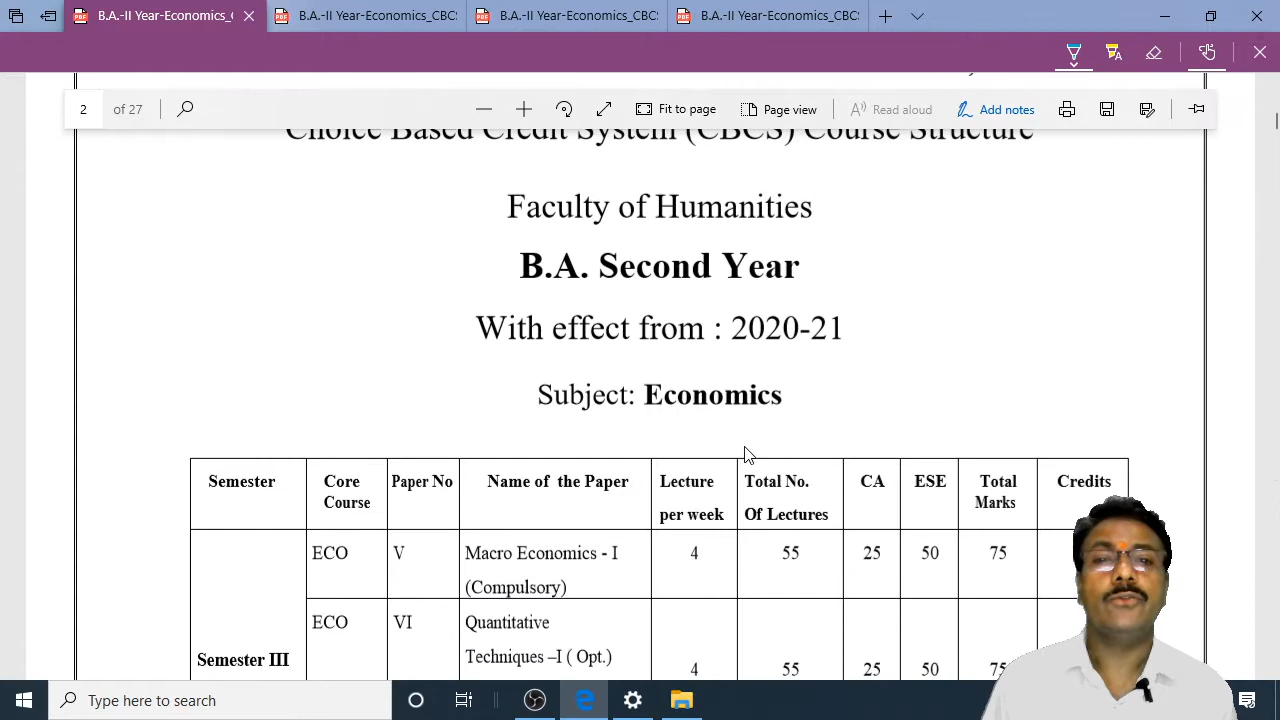 B.A.-II Year Economics_CBCS
B.A.-II Year Economics_CBC
B.A.-II Year Economics_CBC
B.A.-II Year Economics_CBC
2 of 27
Fit to page
Page view
Read aloud
Add notes
Choice Based Credit System (CBCS) Course Structure
Faculty of Humanities
B.A. Second Year
With effect from : 2020-21
Subject: Economics
Semester Core Course Paper No Name of the Paper Lecture per week Total No. Of Lectures CA ESE Total Marks Credits
Semester III
ECO V Macro Economics - I (Compulsory) 4 55 25 50 75
ECO VI Quantitative Techniques –I ( Opt.) 4 55 25 50 75
Type here to search